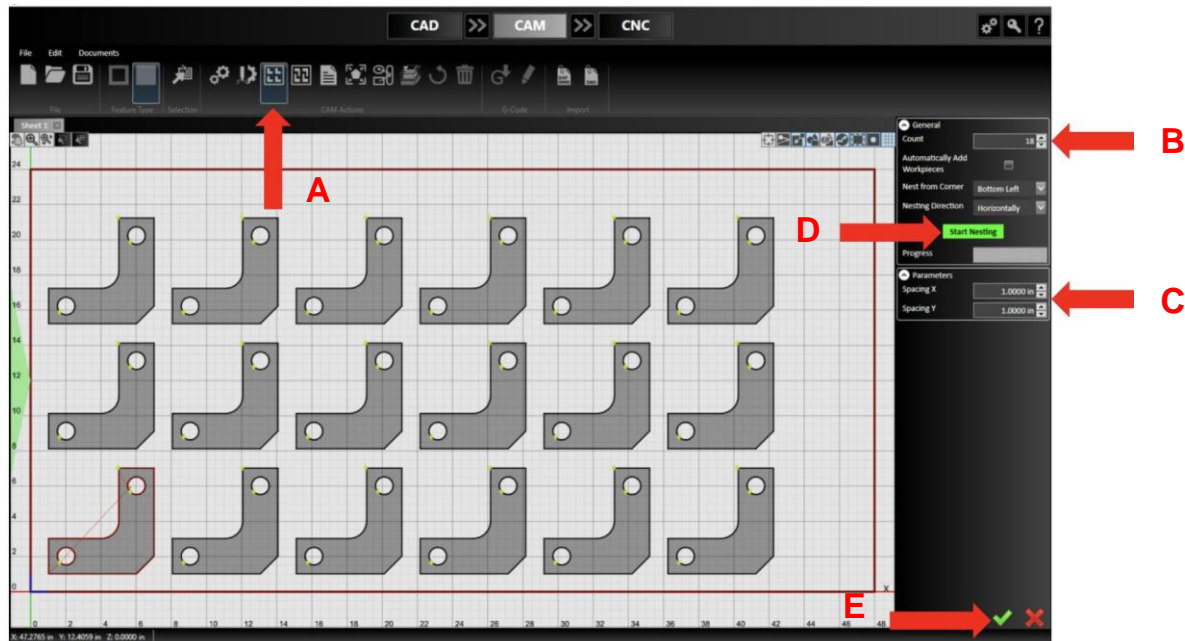 CAD >> CAM >> CNC
?
File Edit Documents
File Feature Type Selection CAM Actions G-Code Import
Sheet 1
General
Count 18
B
Automatically Add
Workpieces
A
Nest from Corner Bottom Left
Nesting Direction Horizontally
D
Start Nesting
Progress
Parameters
Spacing X 1.0000 in
C
Spacing Y 1.0000 in
24
22
20
18
16
14
12
10
8
6
4
2
0
X
E
0 2 4 6 8 10 12 14 16 18 20 22 24 26 28 30 32 34 36 38 40 42 44 46 48
X: 47.2765 in Y: 12.4059 in Z: 0.0000 in